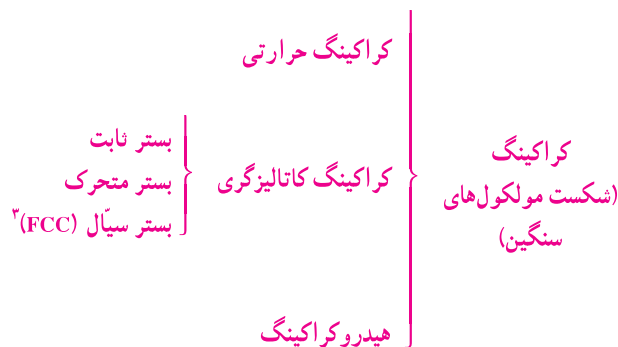 کراکینگ
(شکست مولکول‌های
سنگین)
کراکینگ حرارتی
کراکینگ کاتالیزگری
بستر ثابت
بستر متحرک
بستر سیّال (FCC)۳
هیدروکراکینگ